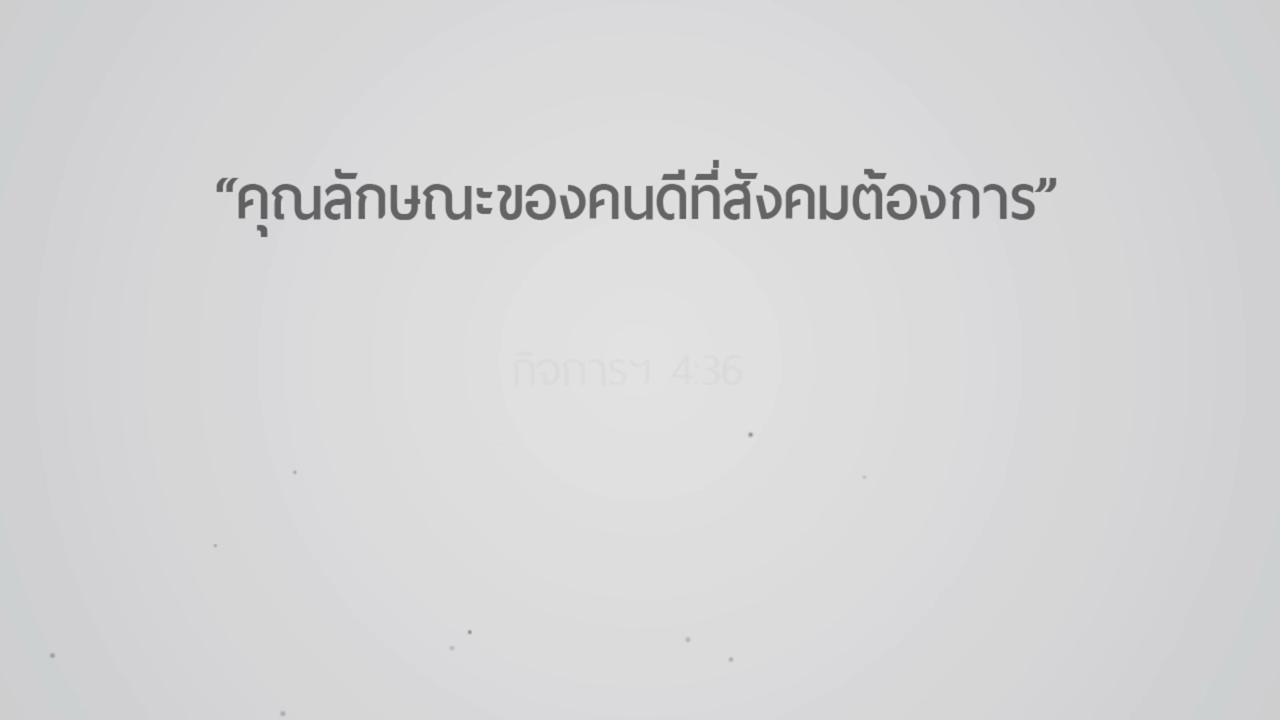 “คุณลักษณะของคนดีที่สังคมต้องการ”
กิจการฯ 4:36